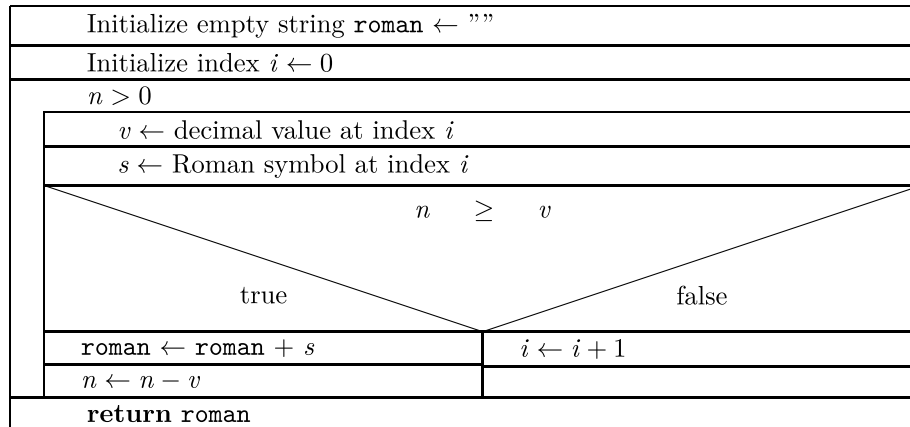 Initialize empty string roman ← ””
Initialize index i ← 0
n > 0
v ← decimal value at index i
s ← Roman symbol at index i
n ≥ v
true
false
roman ← roman + s
i ← i + 1
n ← n − v
return roman